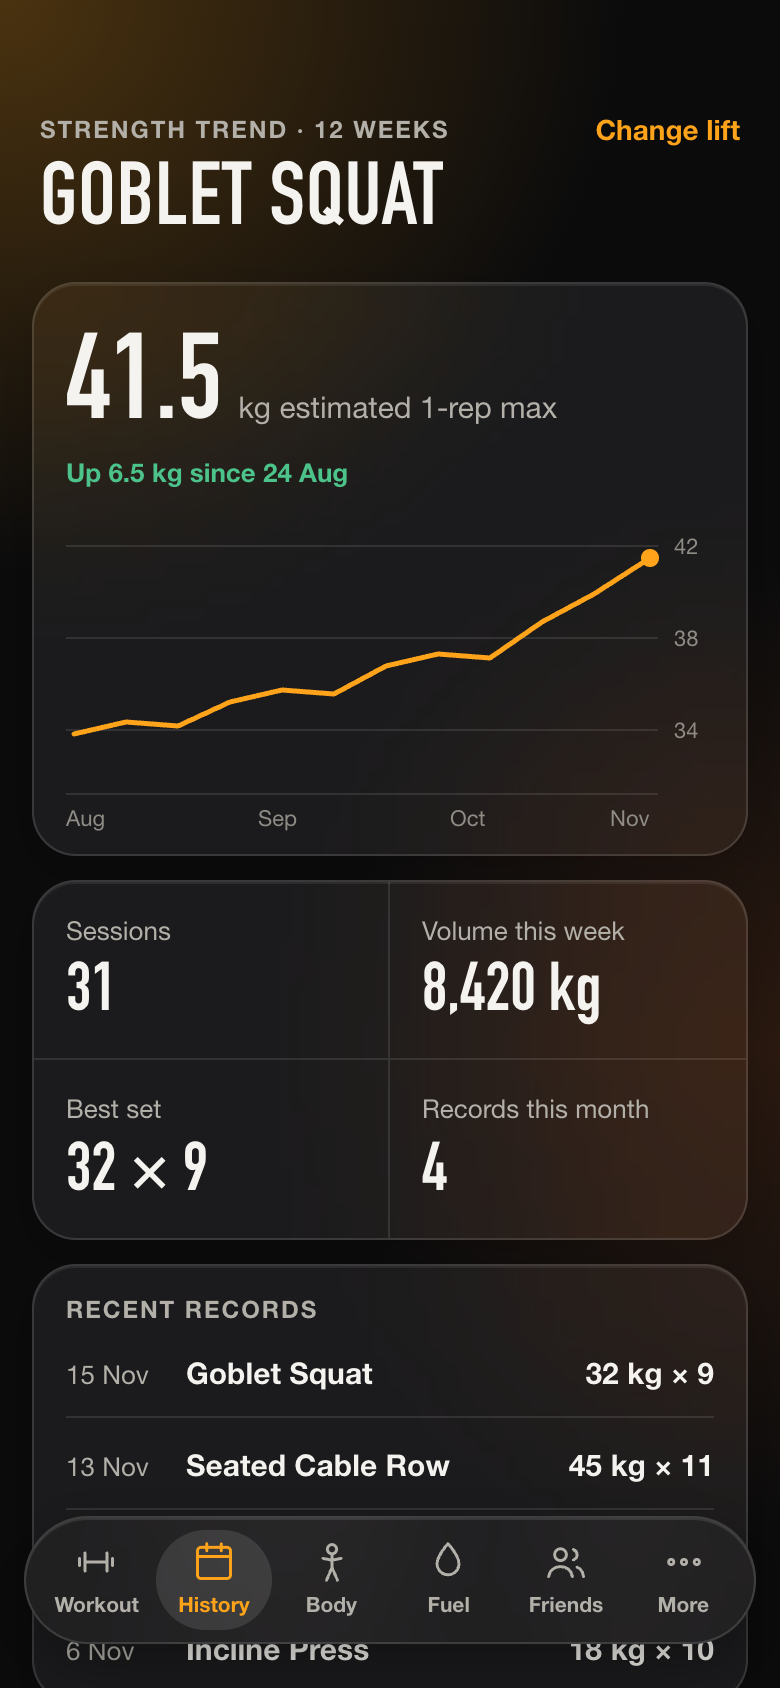 STRENGTH TREND · 12 WEEKS
Change lift
GOBLET SQUAT
41.5 kg estimated 1-rep max
Up 6.5 kg since 24 Aug
42
38
34
Aug Sep Oct Nov
Sessions
31
Volume this week
8,420 kg
Best set
32 × 9
Records this month
4
RECENT RECORDS
15 Nov Goblet Squat 32 kg × 9
13 Nov Seated Cable Row 45 kg × 11
Workout History Body Fuel Friends More
6 Nov Incline Press 18 kg × 10